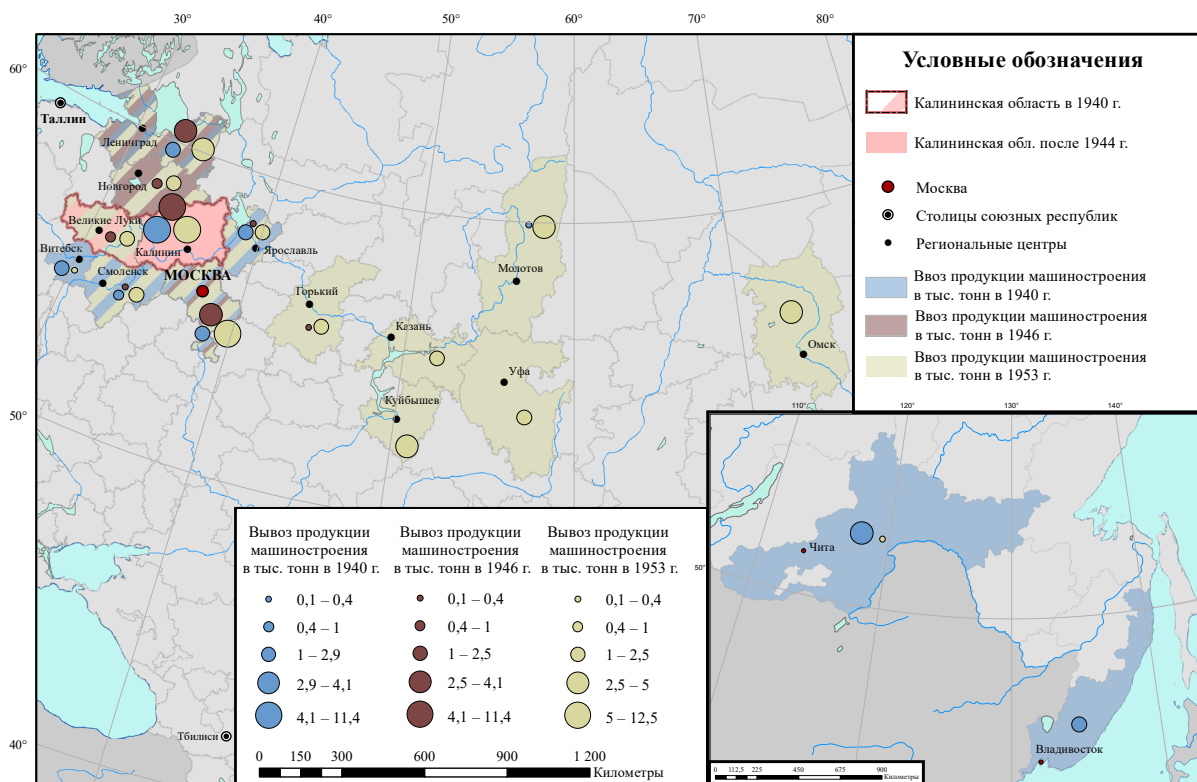 30°
40°
50°
60°
70°
80°
60°
50°
40°
Таллин
Ленинград
Новгород
Великие Луки
Витебск
Калинин
Ярославль
Смоленск
МОСКВА
Горький
Казань
Молотов
Уфа
Куйбышев
Омск
Тбилиси
Условные обозначения
Калининская область в 1940 г.
Калининская обл. после 1944 г.
Москва
Столицы союзных республик
Региональные центры
Ввоз продукции машиностроения
в тыс. тонн в 1940 г.
Ввоз продукции машиностроения
в тыс. тонн в 1946 г.
Ввоз продукции машиностроения
в тыс. тонн в 1953 г.
Вывоз продукции
машиностроения
в тыс. тонн в 1940 г.
0,1 – 0,4
0,4 – 1
1 – 2,9
2,9 – 4,1
4,1 – 11,4
Вывоз продукции
машиностроения
в тыс. тонн в 1946 г.
0,1 – 0,4
0,4 – 1
1 – 2,5
2,5 – 4,1
4,1 – 11,4
Вывоз продукции
машиностроения
в тыс. тонн в 1953 г.
0,1 – 0,4
0,4 – 1
1 – 2,5
2,5 – 5
5 – 12,5
0 150 300 600 900 1 200
Километры
110°
120°
130°
140°
50°
Чита
Владивосток
0 112,5 225 450 675 900
Километры